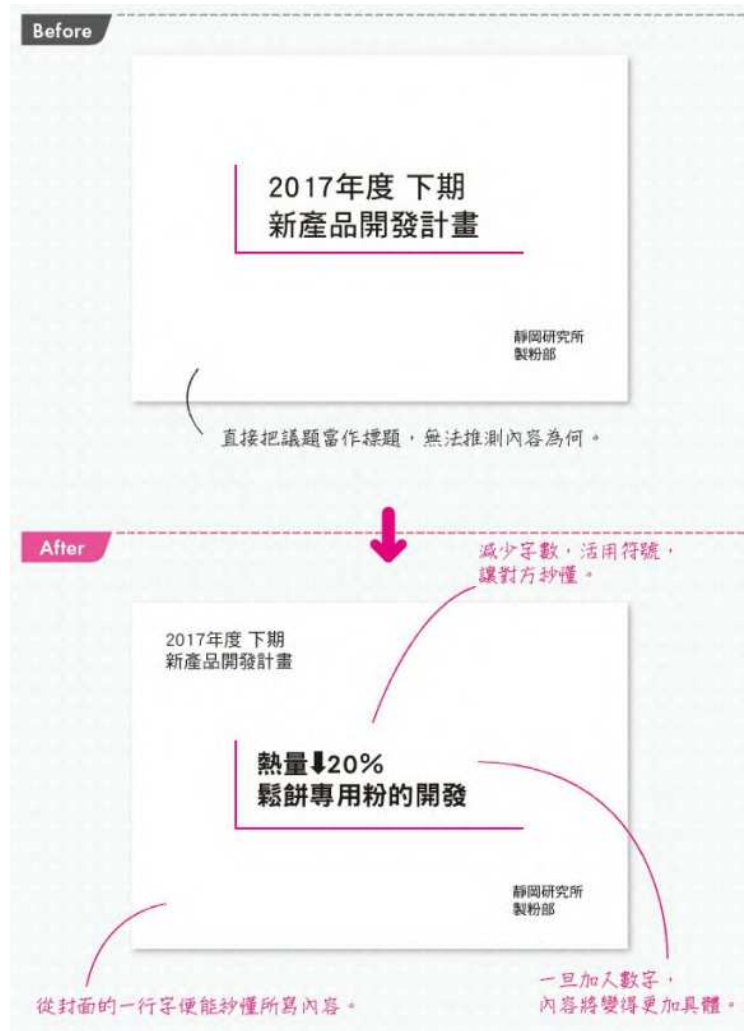 Before
2017年度 下期
新產品開發計畫
靜岡研究所
製粉部
直接把議題當作標題，無法推測內容為何。
After
減少字數，活用符號，
讓對方秒懂。
2017年度 下期
新產品開發計畫
熱量⬇20%
鬆餅專用粉的開發
靜岡研究所
製粉部
從封面的一行字便能秒懂所寫內容。
一旦加入數字，
內容將變得更加具體。